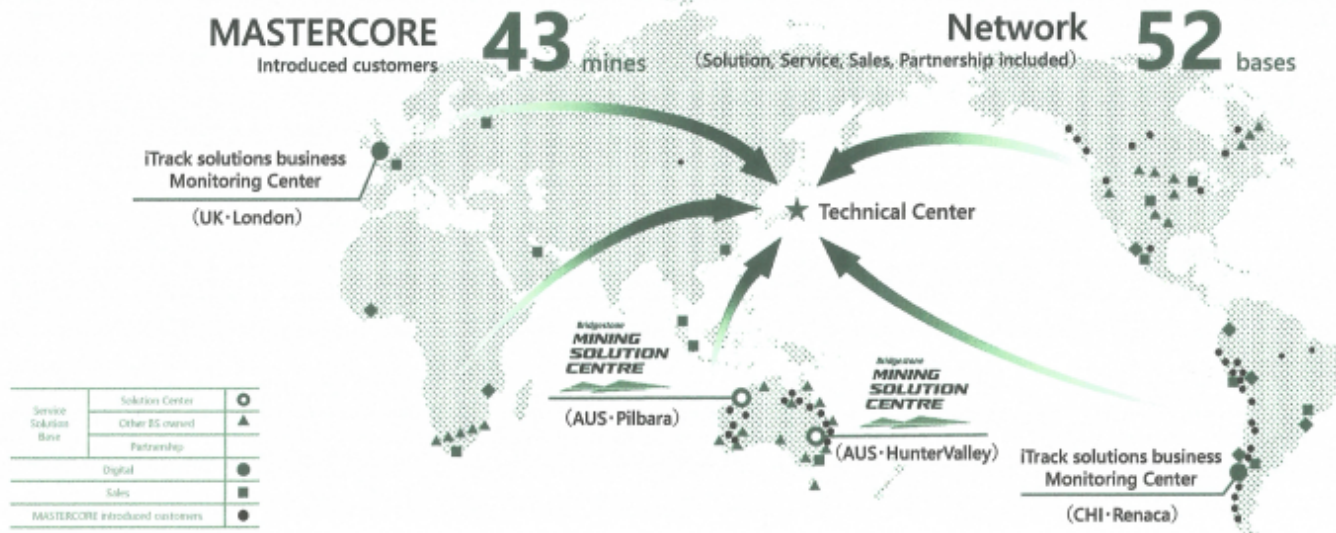 MASTERCORE
Introduced customers
43 mines
Network
(Solution, Service, Sales, Partnership included)
52 bases
iTrack solutions business
Monitoring Center
(UK・London)
Technical Center
Bridgestone
MINING
SOLUTION
CENTRE
(AUS・Pilbara)
Bridgestone
MINING
SOLUTION
CENTRE
(AUS・HunterValley)
iTrack solutions business
Monitoring Center
(CHI・Renaca)
Service
Solution
Base
Solution Center
Other BS owned
Partnership
Digital
Sales
MASTERCORE introduced customers